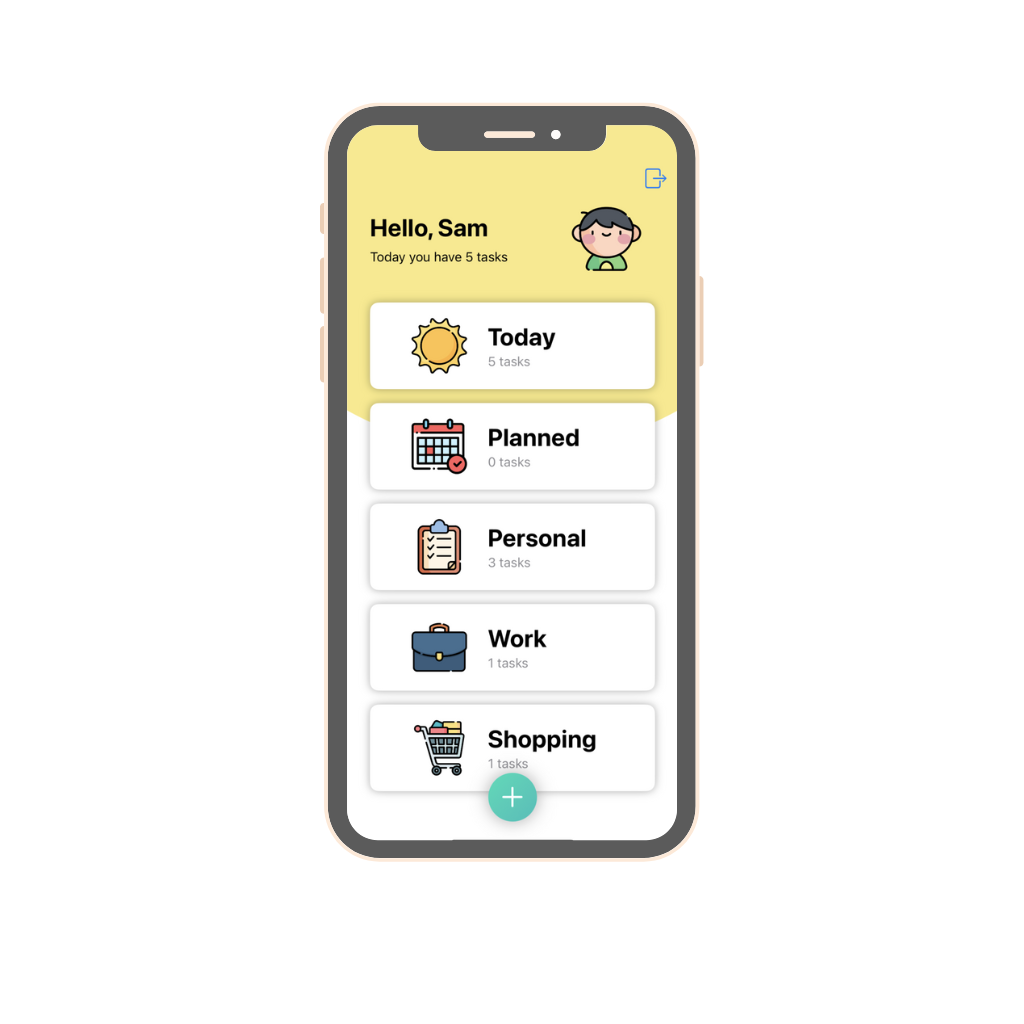 Hello, Sam
Today you have 5 tasks
Today
5 tasks
Planned
0 tasks
Personal
3 tasks
Work
1 tasks
Shopping
1 tasks